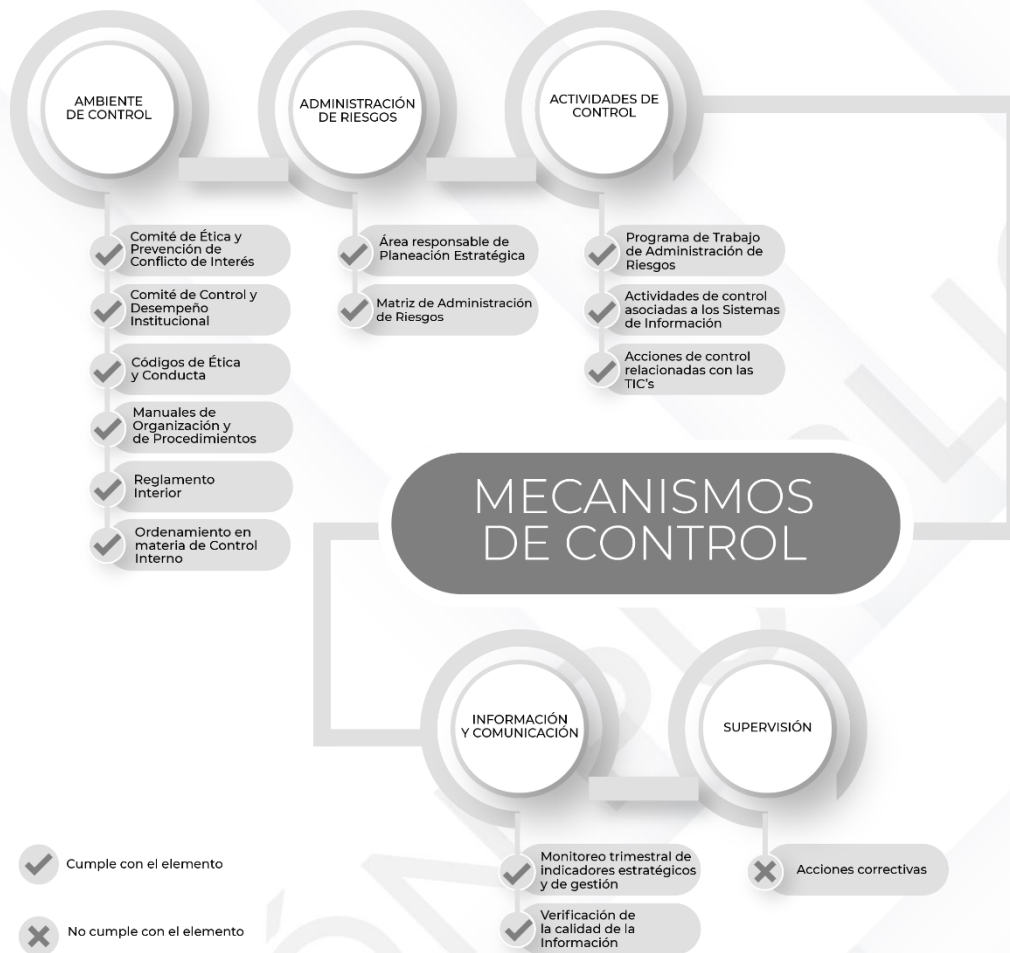 AMBIENTE
DE CONTROL
ADMINISTRACIÓN
DE RIESGOS
ACTIVIDADES DE
CONTROL
Comité de Ética y
Prevención de
Conflicto de Interés
Comité de Control y
Desempeño
Institucional
Códigos de Ética
y Conducta
Manuales de
Organización y
de Procedimientos
Reglamento
Interior
Ordenamiento en
materia de Control
Interno
Área responsable de
Planeación Estratégica
Matriz de Administración
de Riesgos
Programa de Trabajo
de Administración de
Riesgos
Actividades de control
asociadas a los Sistemas
de Información
Acciones de control
relacionadas con las
TIC's
MECANISMOS
DE CONTROL
INFORMACIÓN
Y COMUNICACIÓN
SUPERVISIÓN
Monitoreo trimestral de
indicadores estratégicos
y de gestión
Verificación de
la calidad de la
Información
Acciones correctivas
Cumple con el elemento
No cumple con el elemento